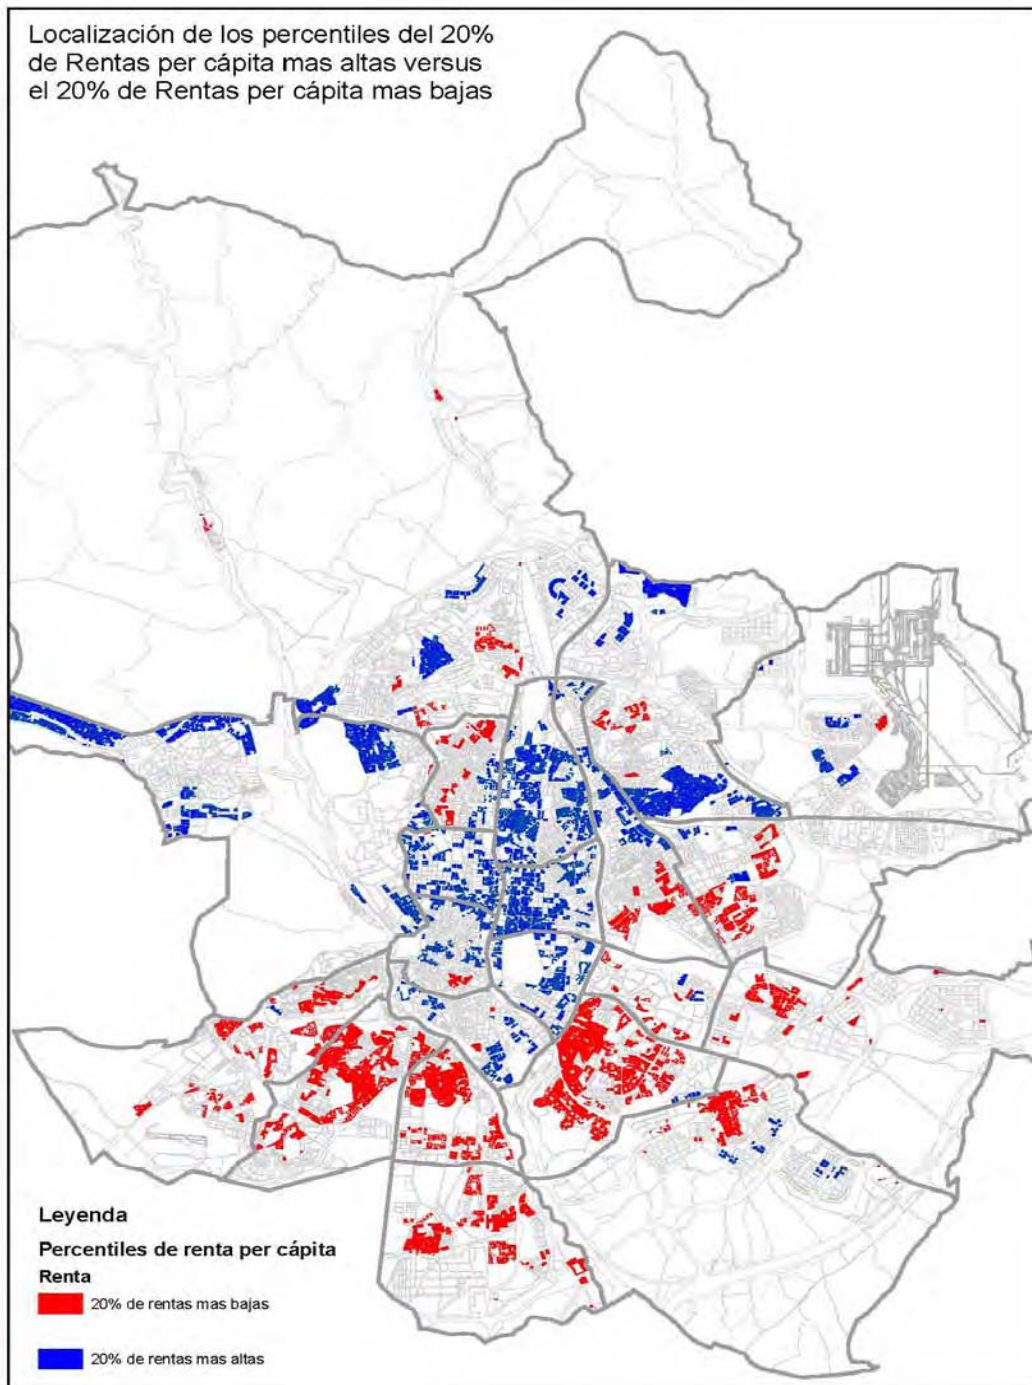 Localización de los percentiles del 20%
de Rentas per cápita mas altas versus
el 20% de Rentas per cápita mas bajas
Leyenda
Percentiles de renta per cápita
Renta
20% de rentas mas bajas
20% de rentas mas altas